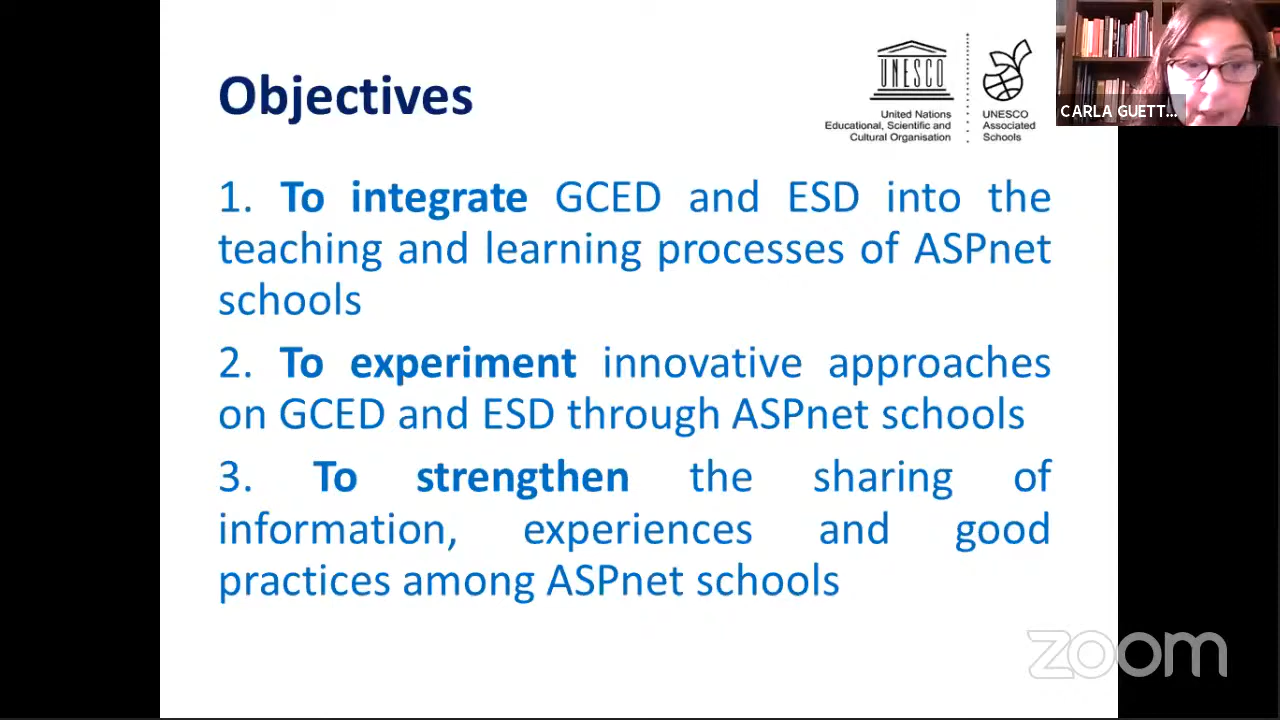 Objectives
UNESCO
United Nations
Educational, Scientific and
Cultural Organisation
UNESCO
Associated
Schools
CARLA GUETT...
1. To integrate GCED and ESD into the
teaching and learning processes of ASPnet
schools
2. To experiment innovative approaches
on GCED and ESD through ASPnet schools
3. To strengthen the sharing of
information, experiences and good
practices among ASPnet schools
zoom